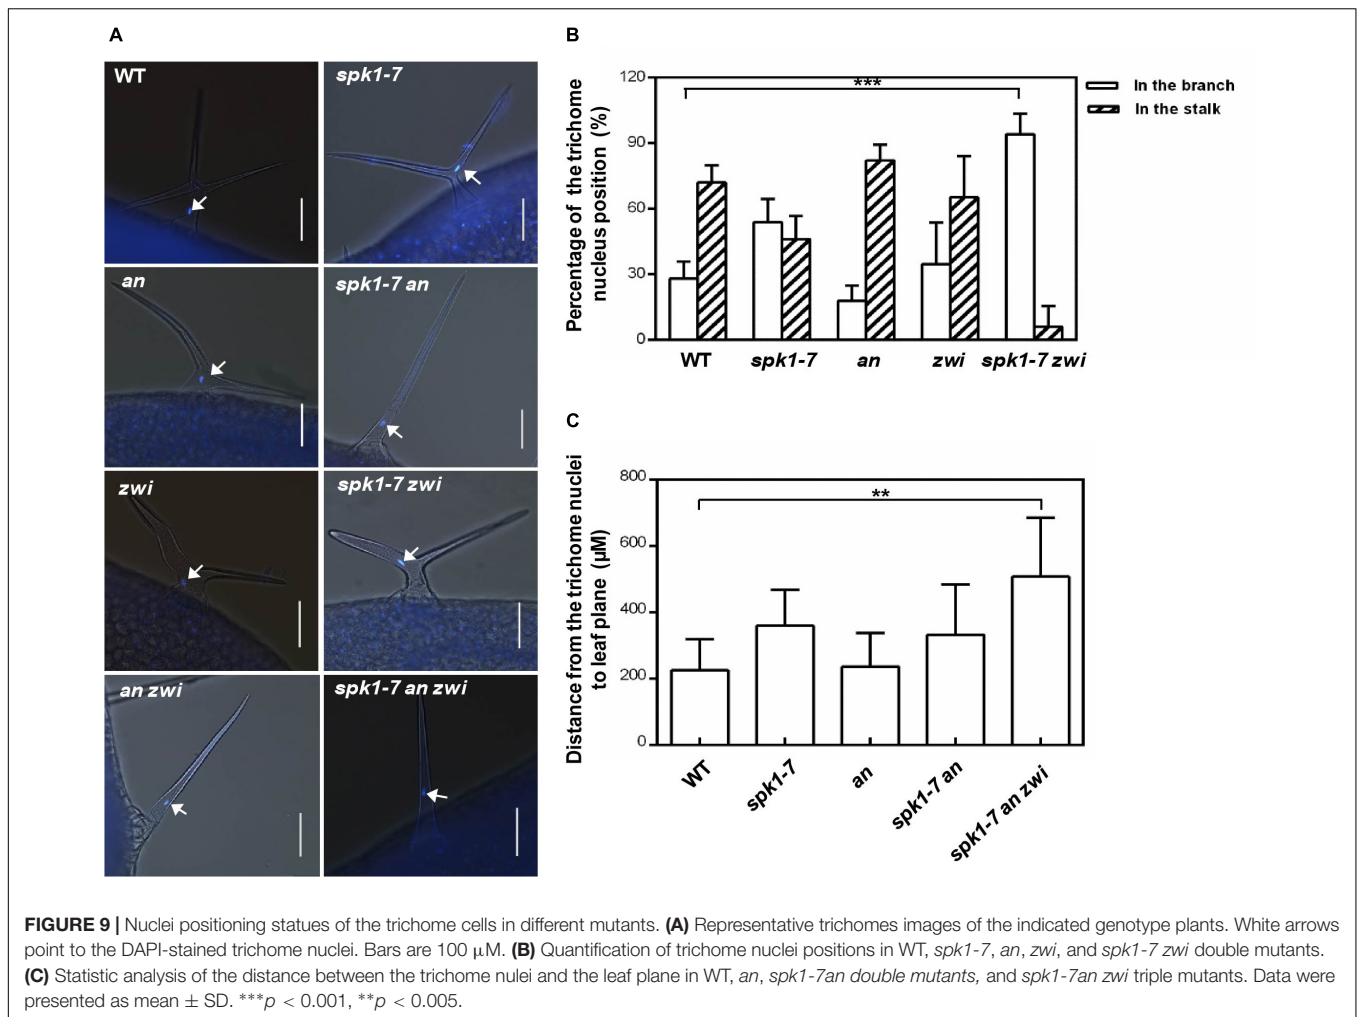 A
WT
spk1-7
an
spk1-7 an
zwi
spk1-7 zwi
an zwi
spk1-7 an zwi
B
Percentage of the trichome
nucleus position (%)
120
90
60
30
0
***
In the branch
In the stalk
WT
spk1-7
an
zwi
spk1-7 zwi
C
Distance from the trichome nuclei
to leaf plane (µM)
800
600
400
200
0
**
WT
spk1-7
an
spk1-7 an
spk1-7 an zwi
FIGURE 9 | Nuclei positioning statues of the trichome cells in different mutants. (A) Representative trichomes images of the indicated genotype plants. White arrows
point to the DAPI-stained trichome nuclei. Bars are 100 µM. (B) Quantification of trichome nuclei positions in WT, spk1-7, an, zwi, and spk1-7 zwi double mutants.
(C) Statistic analysis of the distance between the trichome nulei and the leaf plane in WT, an, spk1-7an double mutants, and spk1-7an zwi triple mutants. Data were
presented as mean ± SD. ***p < 0.001, **p < 0.005.